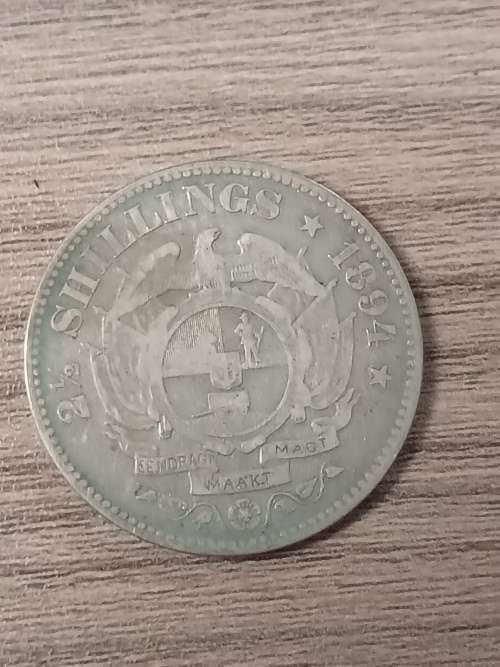 2½ SHILLINGS ★ 1894 ★
EENDRAGT
MAAKT
MAGT